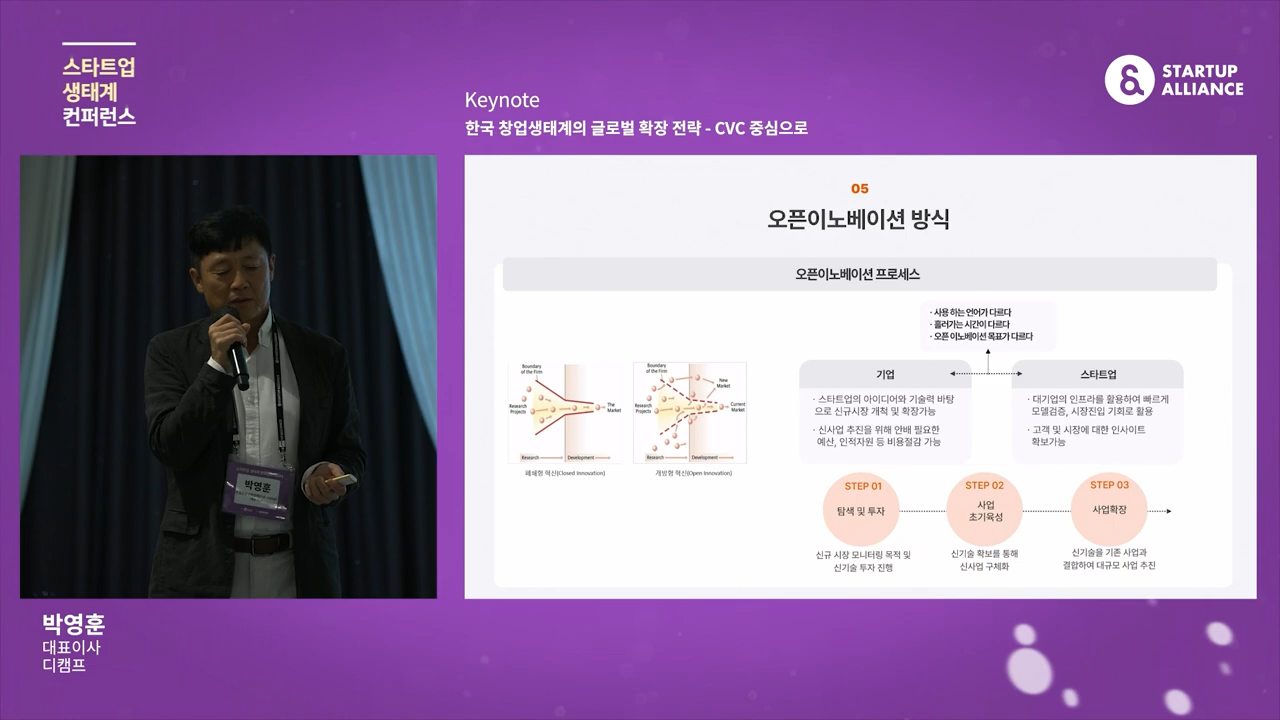 스타트업
생태계
컨퍼런스
Keynote
한국 창업생태계의 글로벌 확장 전략 - CVC 중심으로
STARTUP
ALLIANCE
05
오픈이노베이션 방식
오픈이노베이션 프로세스
· 사용 하는 언어가 다르다
· 흘러가는 시간이 다르다
· 오픈 이노베이션 목표가 다르다
Boundary
of the Firm
Research
Projects
The
Market
Research
Development
폐쇄형 혁신(Closed Innovation)
Boundary
of the Firm
Research
Projects
New
Market
Current
Market
Research
Development
개방형 혁신(Open Innovation)
기업
· 스타트업의 아이디어와 기술력 바탕
으로 신규시장 개척 및 확장가능
· 신사업 추진을 위해 안배 필요한
예산, 인적자원 등 비용절감 가능
스타트업
· 대기업의 인프라를 활용하여 빠르게
모델검증, 시장진입 기회로 활용
· 고객 및 시장에 대한 인사이트
확보가능
STEP 01
탐색 및 투자
신규 시장 모니터링 목적 및
신기술 투자 진행
STEP 02
사업
초기육성
신기술 확보를 통해
신사업 구체화
STEP 03
사업확장
신기술을 기존 사업과
결합하여 대규모 사업 추진
박영훈
박영훈
대표이사
디캠프